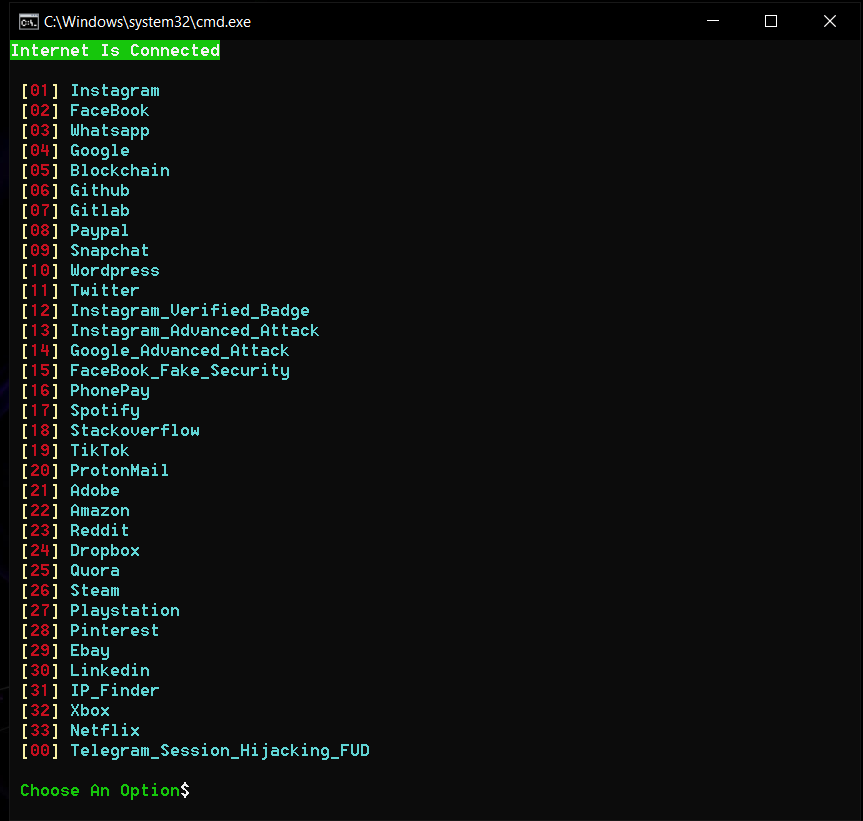 C:\Windows\system32\cmd.exe
Internet Is Connected
[01] Instagram
[02] FaceBook
[03] Whatsapp
[04] Google
[05] Blockchain
[06] Github
[07] Gitlab
[08] Paypal
[09] Snapchat
[10] Wordpress
[11] Twitter
[12] Instagram_Verified_Badge
[13] Instagram_Advanced_Attack
[14] Google_Advanced_Attack
[15] FaceBook_Fake_Security
[16] PhonePay
[17] Spotify
[18] Stackoverflow
[19] TikTok
[20] ProtonMail
[21] Adobe
[22] Amazon
[23] Reddit
[24] Dropbox
[25] Quora
[26] Steam
[27] Playstation
[28] Pinterest
[29] Ebay
[30] Linkedin
[31] IP_Finder
[32] Xbox
[33] Netflix
[00] Telegram_Session_Hijacking_FUD
Choose An Option$